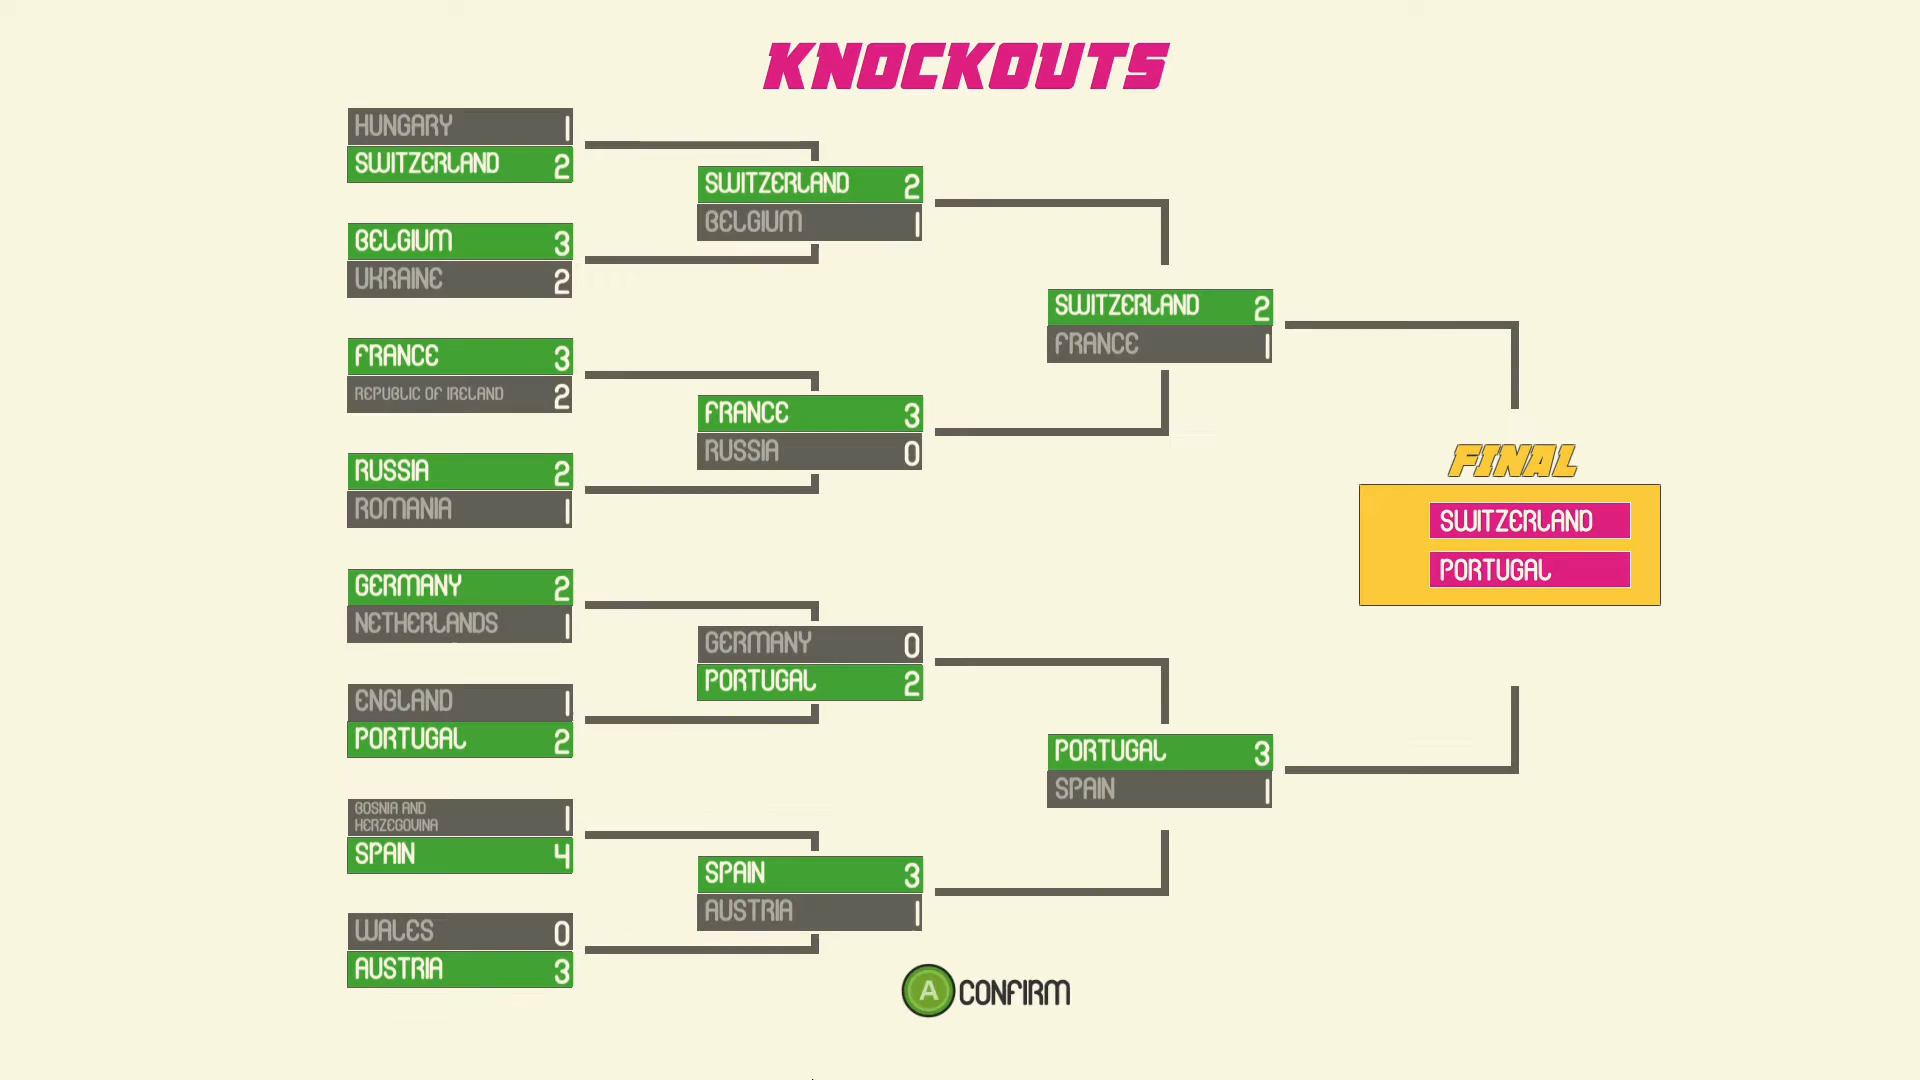 KNOCKOUTS
HUNGARY 1
SWITZERLAND 2
BELGIUM 3
UKRAINE 2
FRANCE 3
REPUBLIC OF IRELAND 2
RUSSIA 2
ROMANIA 1
GERMANY 2
NETHERLANDS 1
ENGLAND 1
PORTUGAL 2
BOSNIA AND
HERZEGOVINA 1
SPAIN 4
WALES 0
AUSTRIA 3
SWITZERLAND 2
BELGIUM 1
FRANCE 3
RUSSIA 0
GERMANY 0
PORTUGAL 2
SPAIN 3
AUSTRIA 1
SWITZERLAND 2
FRANCE 1
PORTUGAL 3
SPAIN 1
FINAL
SWITZERLAND
PORTUGAL
A CONFIRM